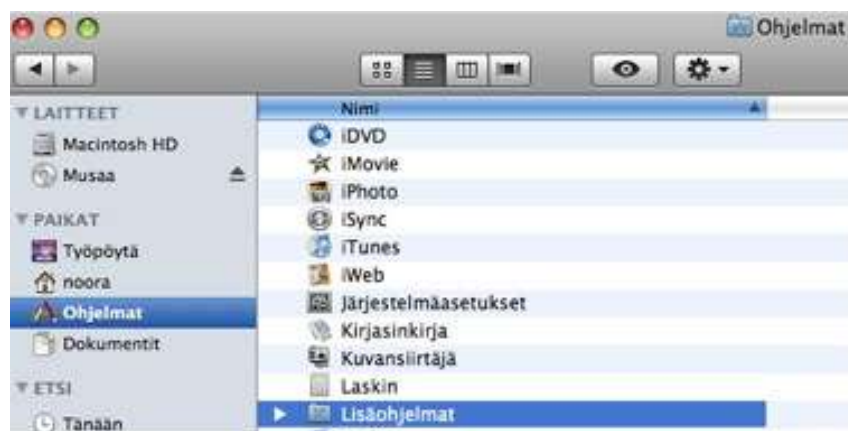 Ohjelmat
LAITTEET
Macintosh HD
Musaa
PAIKAT
Työpöytä
noora
Ohjelmat
Dokumentit
ETSI
Tänään
Nimi
iDVD
iMovie
iPhoto
iSync
iTunes
iWeb
Järjestelmäasetukset
Kirjasinkirja
Kuvansiirtäjä
Laskin
Lisäohjelmat